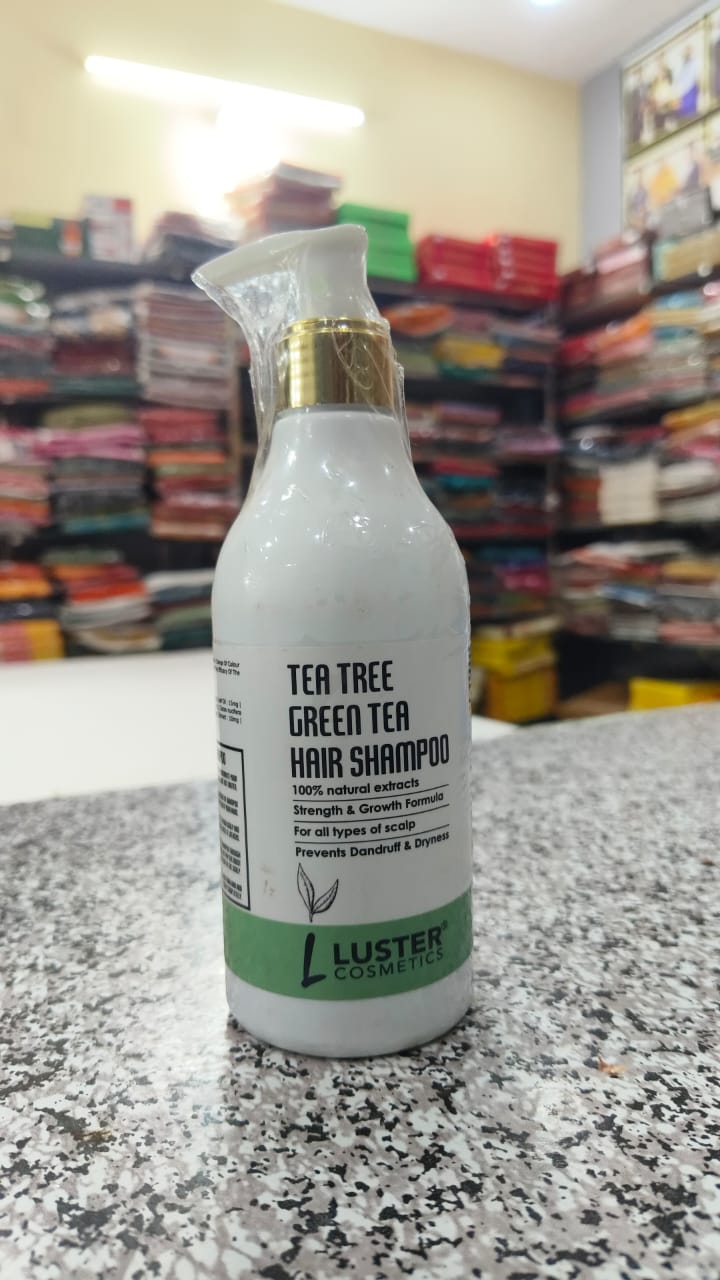 TEA TREE
GREEN TEA
HAIR SHAMPOO
100% natural extracts
Strength & Growth Formula
For all types of scalp
Prevents Dandruff & Dryness
L LUSTER®
COSMETICS